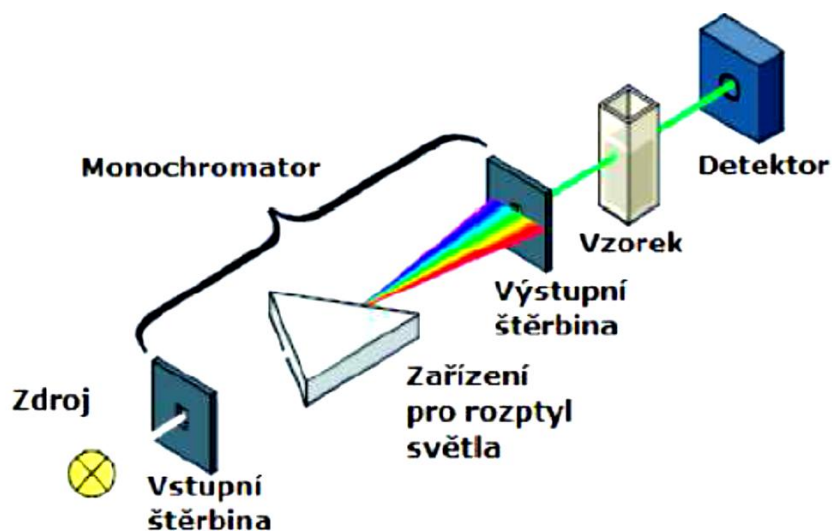 Monochromator
Detektor
Vzorek
Výstupní
štěrbina
Zařízení
pro rozptyl
světla
Zdroj
Vstupní
štěrbina